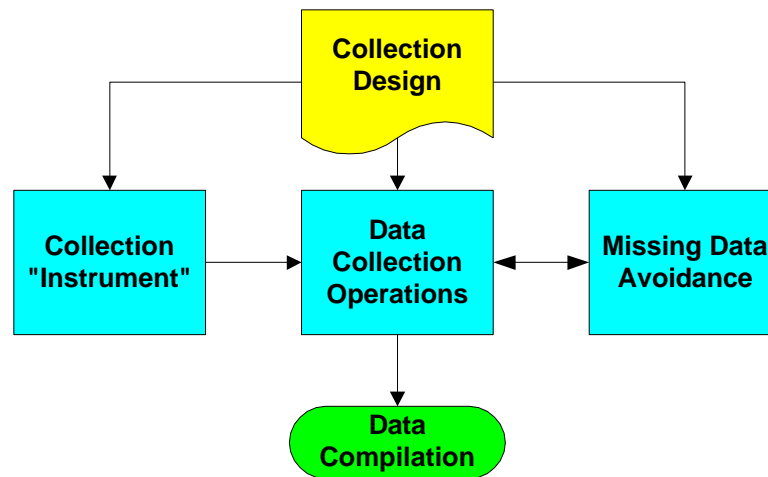 Collection
Design
Collection
"Instrument"
Data
Collection
Operations
Missing Data
Avoidance
Data
Compilation